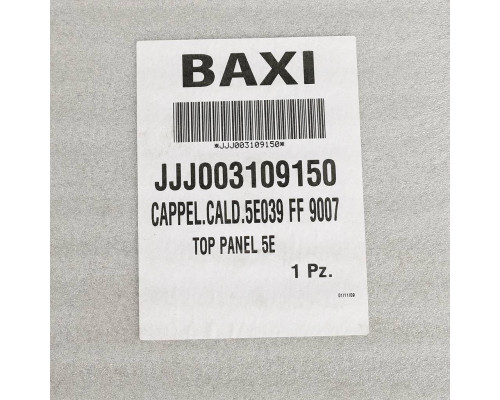 BAXI
*JJJ003109150*
JJJ003109150
CAPPEL.CALD.5E039 FF 9007
TOP PANEL 5E
1 Pz.